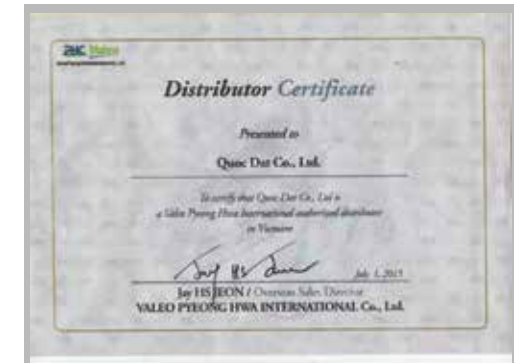 PHC Valeo
Distributor Certificate
Presented to
Quoc Dat Co., Ltd.
To certify that Quoc Dat Co., Ltd is
a Valeo Pyeong Hwa International authorized distributor
in Vietnam
July 1, 2015
Jay HS JEON / Overseas Sales Director
VALEO PYEONG HWA INTERNATIONAL Co., Ltd.